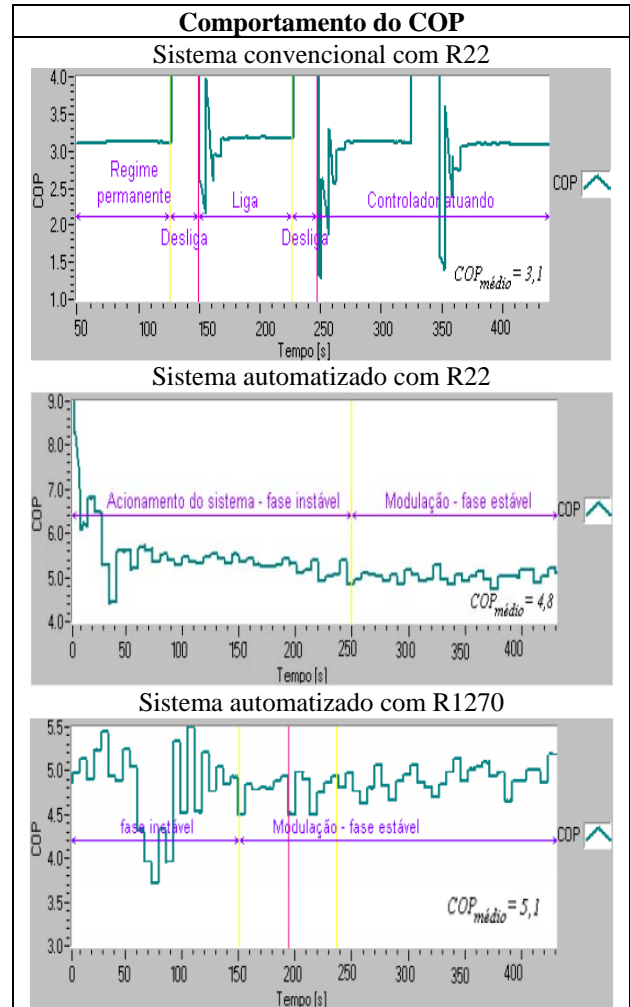 Comportamento do COP
Sistema convencional com R22
4.0
3.5
3.0
2.5
2.0
1.5
1.0
COP
Regime
permanente
Desliga
Liga
Desliga
Controlador atuando
COP
COPmédio = 3,1
50 100 150 200 250 300 350 400
Tempo [s]
Sistema automatizado com R22
9.0
8.0
7.0
6.0
5.0
4.0
COP
Acionamento do sistema - fase instável
Modulação - fase estável
COP
COPmédio = 4,8
0 50 100 150 200 250 300 350 400
Tempo [s]
Sistema automatizado com R1270
5.5
5.0
4.5
4.0
3.5
3.0
COP
fase instável
Modulação - fase estável
COP
COPmédio = 5,1
0 50 100 150 200 250 300 350 400
Tempo [s]